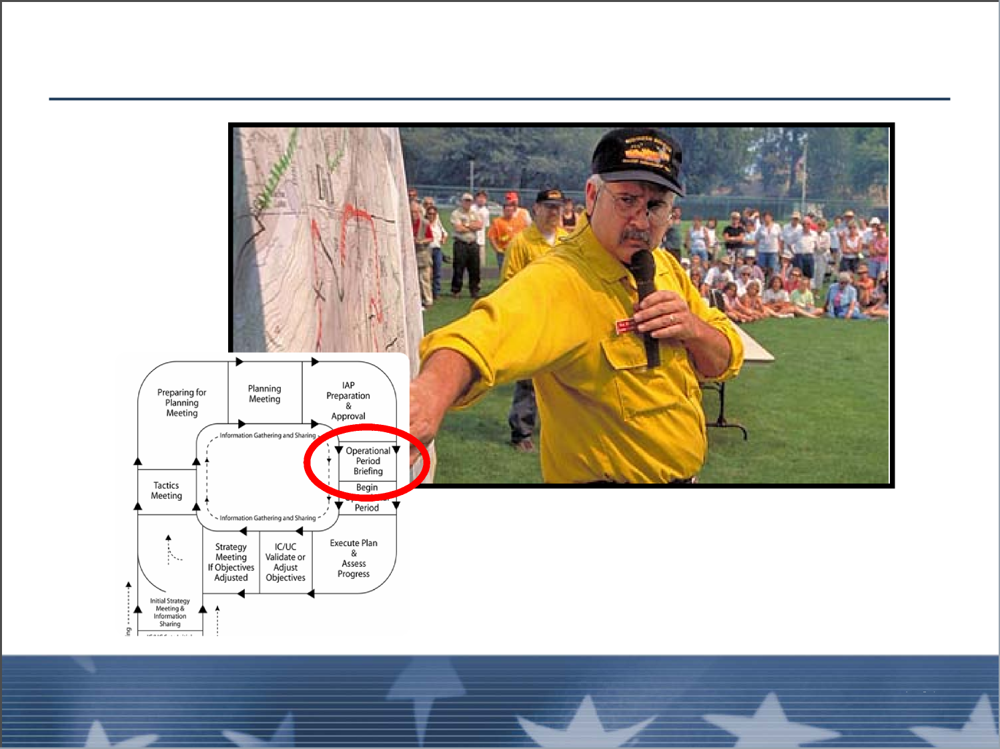 Preparing for
Planning
Meeting
Planning
Meeting
IAP
Preparation
&
Approval
Information Gathering and Sharing
Operational
Period
Briefing
Begin
Period
Tactics
Meeting
Information Gathering and Sharing
Strategy
Meeting
If Objectives
Adjusted
IC/UC
Validate or
Adjust
Objectives
Execute Plan
&
Assess
Progress
Initial Strategy
Meeting &
Information
Sharing